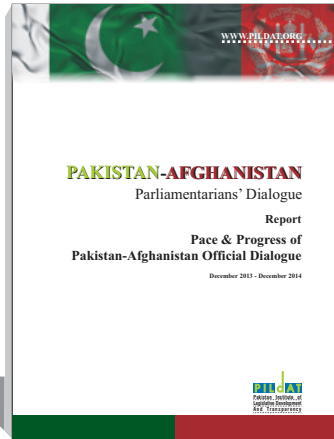 WWW.PILDAT.ORG
PAKISTAN-AFGHANISTAN
Parliamentarians' Dialogue
Report
Pace & Progress of
Pakistan-Afghanistan Official Dialogue
December 2013 - December 2014
PILdAT
Pakistan Institute of
Legislative Development
And Transparency